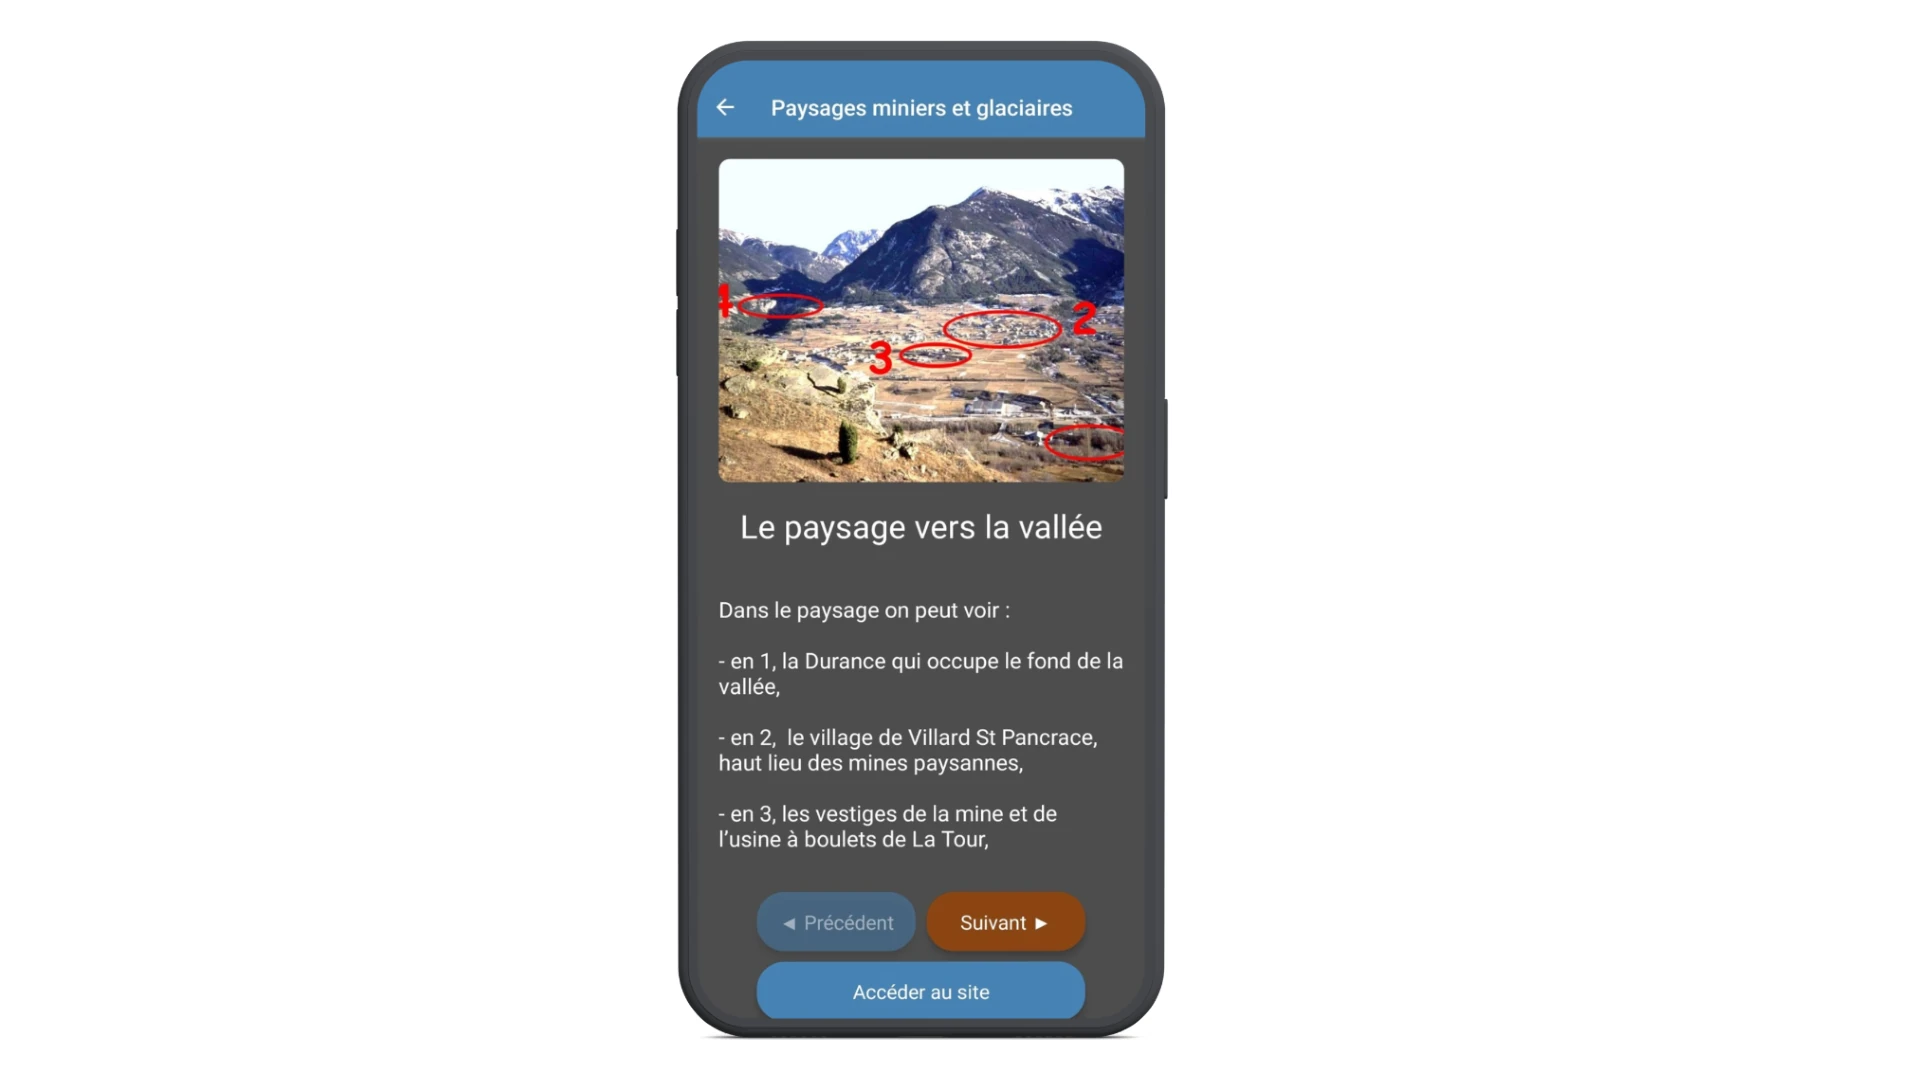 Paysages miniers et glaciaires
1
2
3
Le paysage vers la vallée
Dans le paysage on peut voir :
- en 1, la Durance qui occupe le fond de la
vallée,
- en 2,  le village de Villard St Pancrace,
haut lieu des mines paysannes,
- en 3, les vestiges de la mine et de
l’usine à boulets de La Tour,
◄ Précédent
Suivant ►
Accéder au site